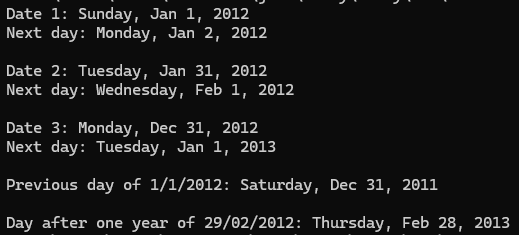 Date 1: Sunday, Jan 1, 2012
Next day: Monday, Jan 2, 2012
Date 2: Tuesday, Jan 31, 2012
Next day: Wednesday, Feb 1, 2012
Date 3: Monday, Dec 31, 2012
Next day: Tuesday, Jan 1, 2013
Previous day of 1/1/2012: Saturday, Dec 31, 2011
Day after one year of 29/02/2012: Thursday, Feb 28, 2013